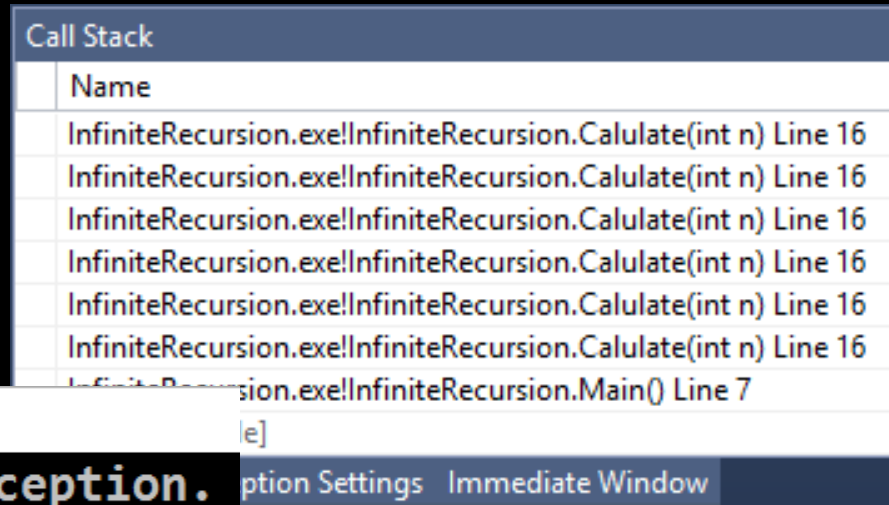 Call Stack
Name
InfiniteRecursion.exe!InfiniteRecursion.Calulate(int n) Line 16
InfiniteRecursion.exe!InfiniteRecursion.Calulate(int n) Line 16
InfiniteRecursion.exe!InfiniteRecursion.Calulate(int n) Line 16
InfiniteRecursion.exe!InfiniteRecursion.Calulate(int n) Line 16
InfiniteRecursion.exe!InfiniteRecursion.Calulate(int n) Line 16
InfiniteRecursion.exe!InfiniteRecursion.Calulate(int n) Line 16
InfiniteRecursion.exe!InfiniteRecursion.Main() Line 7
le]
ception.
ption Settings Immediate Window